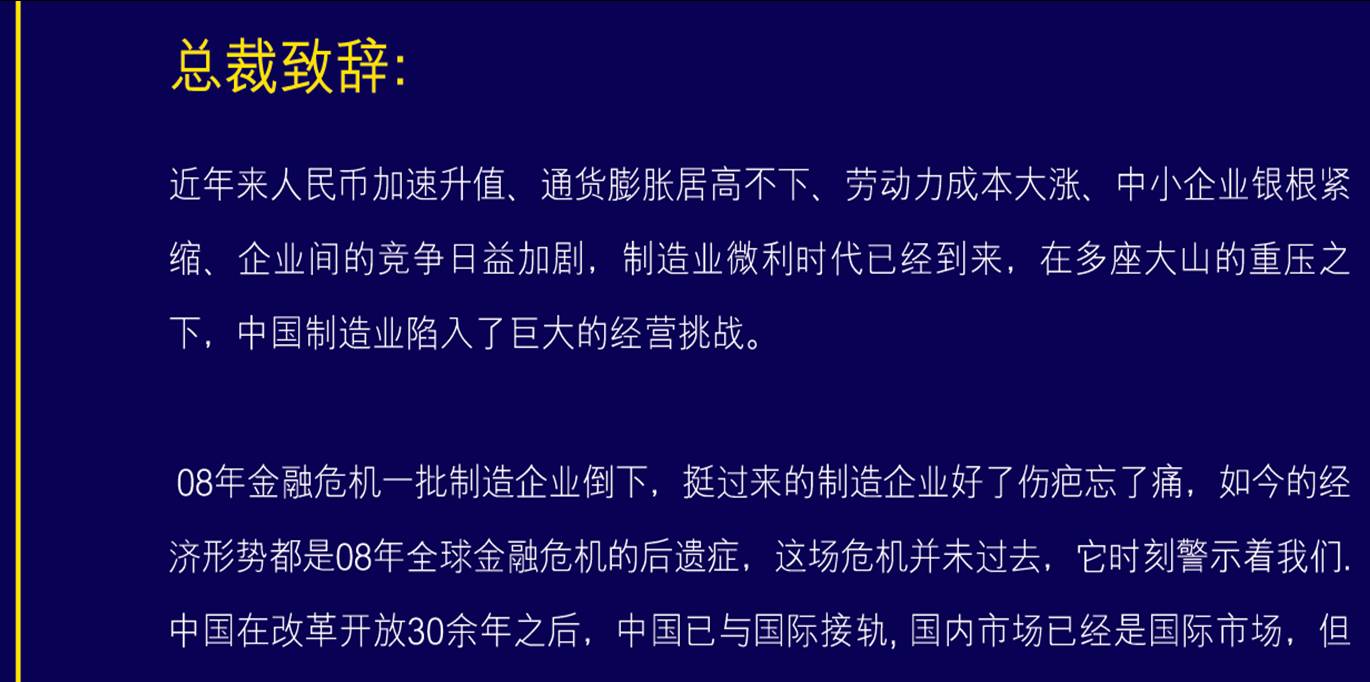 总裁致辞:
近年来人民币加速升值、通货膨胀居高不下、劳动力成本大涨、中小企业银根紧
缩、企业间的竞争日益加剧，制造业微利时代已经到来，在多座大山的重压之
下，中国制造业陷入了巨大的经营挑战。
08年金融危机一批制造企业倒下，挺过来的制造企业好了伤疤忘了痛，如今的经
济形势都是08年全球金融危机的后遗症，这场危机并未过去，它时刻警示着我们.
中国在改革开放30余年之后，中国已与国际接轨,国内市场已经是国际市场，但